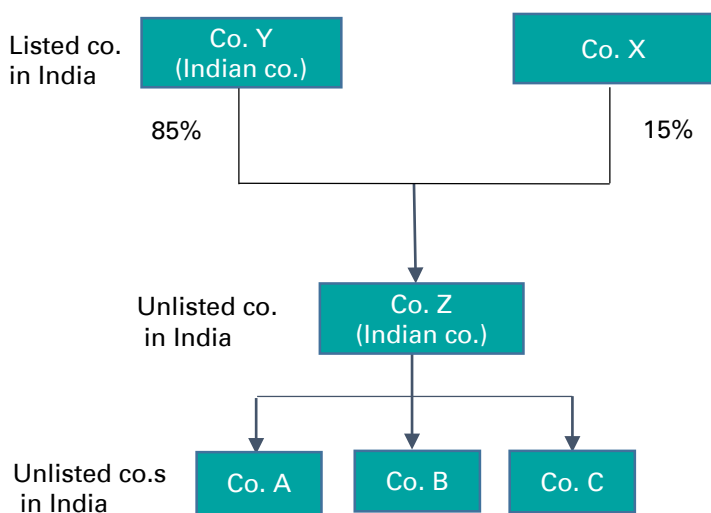 Listed co.
in India
Co. Y
(Indian co.)
Co. X
85%
15%
Unlisted co.
in India
Co. Z
(Indian co.)
Unlisted co.s
in India
Co. A
Co. B
Co. C